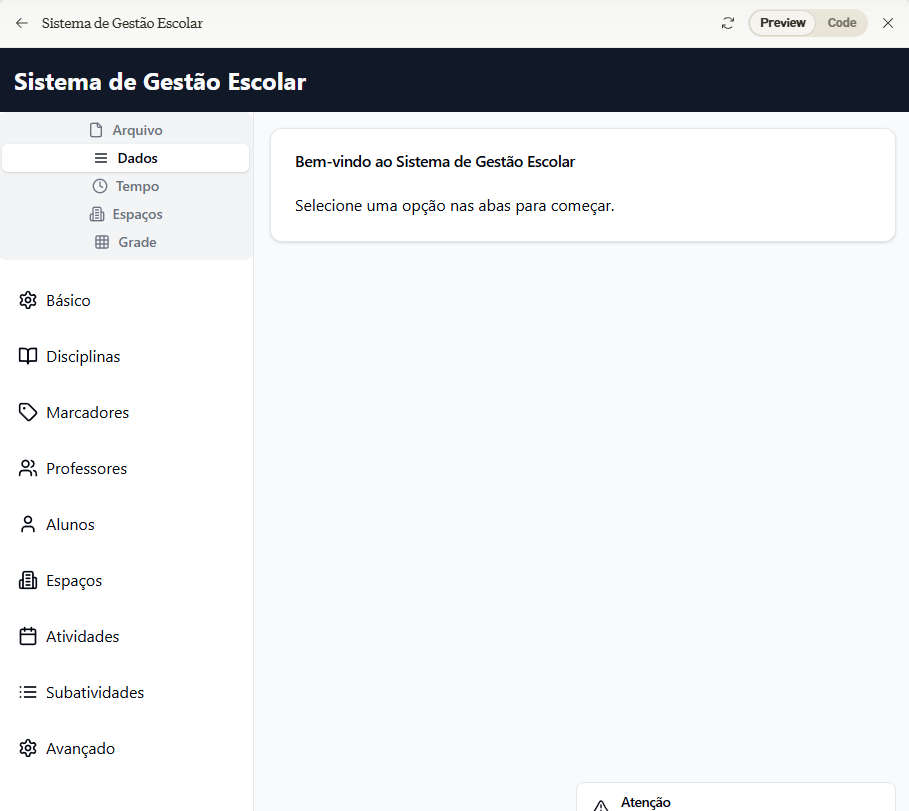 Sistema de Gestão Escolar
Preview
Code
Sistema de Gestão Escolar
Arquivo
Dados
Tempo
Espaços
Grade
Básico
Disciplinas
Marcadores
Professores
Alunos
Espaços
Atividades
Subatividades
Avançado
Bem-vindo ao Sistema de Gestão Escolar
Selecione uma opção nas abas para começar.
Atenção